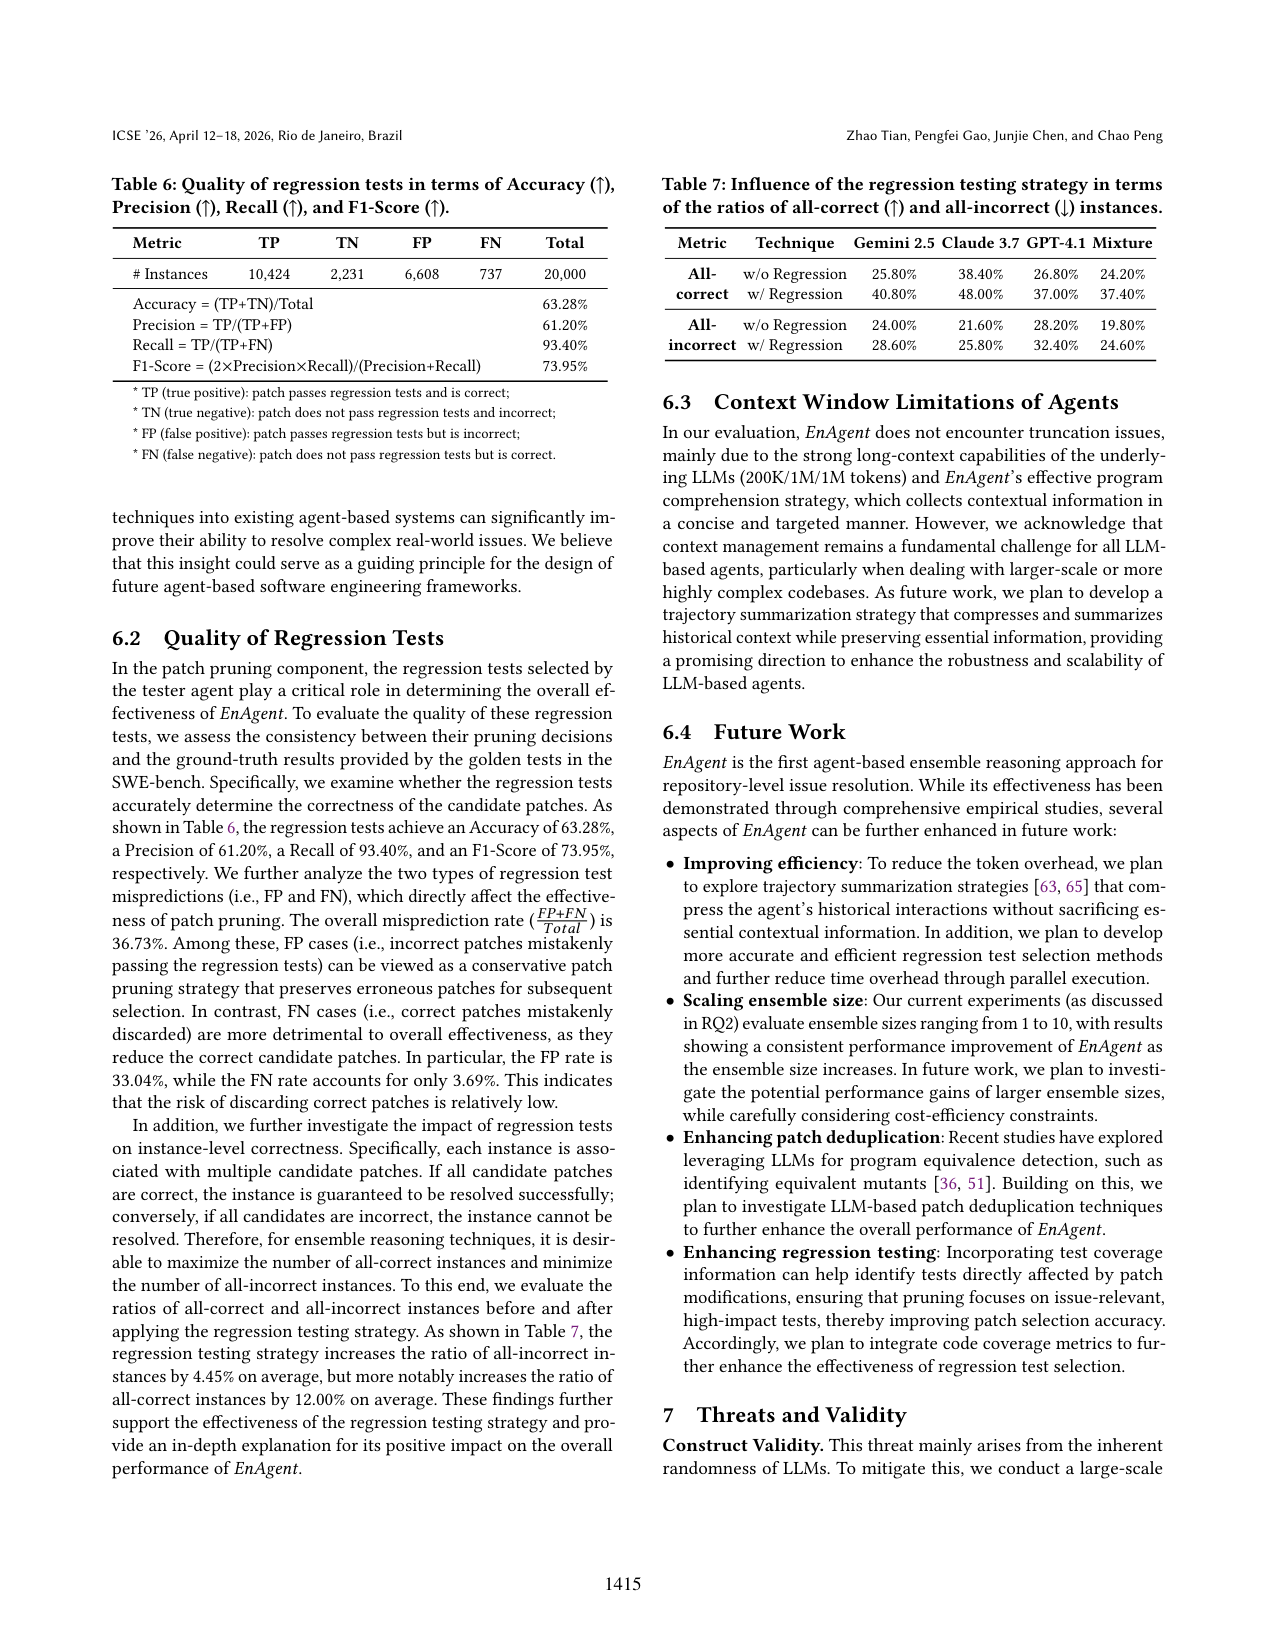 ICSE ’26, April 12–18, 2026, Rio de Janeiro, Brazil
Zhao Tian, Pengfei Gao, Junjie Chen, and Chao Peng
Table 6: Quality of regression tests in terms of Accuracy (↑),
Precision (↑), Recall (↑), and F1-Score (↑).
Metric TP TN FP FN Total
# Instances 10,424 2,231 6,608 737 20,000
Accuracy = (TP+TN)/Total 63.28%
Precision = TP/(TP+FP) 61.20%
Recall = TP/(TP+FN) 93.40%
F1-Score = (2×Precision×Recall)/(Precision+Recall) 73.95%
* TP (true positive): patch passes regression tests and is correct;
* TN (true negative): patch does not pass regression tests and incorrect;
* FP (false positive): patch passes regression tests but is incorrect;
* FN (false negative): patch does not pass regression tests but is correct.
techniques into existing agent-based systems can significantly im-
prove their ability to resolve complex real-world issues. We believe
that this insight could serve as a guiding principle for the design of
future agent-based software engineering frameworks.
6.2 Quality of Regression Tests
In the patch pruning component, the regression tests selected by
the tester agent play a critical role in determining the overall ef-
fectiveness of EnAgent. To evaluate the quality of these regression
tests, we assess the consistency between their pruning decisions
and the ground-truth results provided by the golden tests in the
SWE-bench. Specifically, we examine whether the regression tests
accurately determine the correctness of the candidate patches. As
shown in Table 6, the regression tests achieve an Accuracy of 63.28%,
a Precision of 61.20%, a Recall of 93.40%, and an F1-Score of 73.95%,
respectively. We further analyze the two types of regression test
mispredictions (i.e., FP and FN), which directly affect the effective-
ness of patch pruning. The overall misprediction rate (FP+FN/Total) is
36.73%. Among these, FP cases (i.e., incorrect patches mistakenly
passing the regression tests) can be viewed as a conservative patch
pruning strategy that preserves erroneous patches for subsequent
selection. In contrast, FN cases (i.e., correct patches mistakenly
discarded) are more detrimental to overall effectiveness, as they
reduce the correct candidate patches. In particular, the FP rate is
33.04%, while the FN rate accounts for only 3.69%. This indicates
that the risk of discarding correct patches is relatively low.
In addition, we further investigate the impact of regression tests
on instance-level correctness. Specifically, each instance is asso-
ciated with multiple candidate patches. If all candidate patches
are correct, the instance is guaranteed to be resolved successfully;
conversely, if all candidates are incorrect, the instance cannot be
resolved. Therefore, for ensemble reasoning techniques, it is desir-
able to maximize the number of all-correct instances and minimize
the number of all-incorrect instances. To this end, we evaluate the
ratios of all-correct and all-incorrect instances before and after
applying the regression testing strategy. As shown in Table 7, the
regression testing strategy increases the ratio of all-incorrect in-
stances by 4.45% on average, but more notably increases the ratio of
all-correct instances by 12.00% on average. These findings further
support the effectiveness of the regression testing strategy and pro-
vide an in-depth explanation for its positive impact on the overall
performance of EnAgent.
Table 7: Influence of the regression testing strategy in terms
of the ratios of all-correct (↑) and all-incorrect (↓) instances.
Metric Technique Gemini 2.5 Claude 3.7 GPT-4.1 Mixture
All- w/o Regression 25.80% 38.40% 26.80% 24.20%
correct w/ Regression 40.80% 48.00% 37.00% 37.40%
All- w/o Regression 24.00% 21.60% 28.20% 19.80%
incorrect w/ Regression 28.60% 25.80% 32.40% 24.60%
6.3 Context Window Limitations of Agents
In our evaluation, EnAgent does not encounter truncation issues,
mainly due to the strong long-context capabilities of the underly-
ing LLMs (200K/1M/1M tokens) and EnAgent’s effective program
comprehension strategy, which collects contextual information in
a concise and targeted manner. However, we acknowledge that
context management remains a fundamental challenge for all LLM-
based agents, particularly when dealing with larger-scale or more
highly complex codebases. As future work, we plan to develop a
trajectory summarization strategy that compresses and summarizes
historical context while preserving essential information, providing
a promising direction to enhance the robustness and scalability of
LLM-based agents.
6.4 Future Work
EnAgent is the first agent-based ensemble reasoning approach for
repository-level issue resolution. While its effectiveness has been
demonstrated through comprehensive empirical studies, several
aspects of EnAgent can be further enhanced in future work:
• Improving efficiency: To reduce the token overhead, we plan
to explore trajectory summarization strategies [63, 65] that com-
press the agent’s historical interactions without sacrificing es-
sential contextual information. In addition, we plan to develop
more accurate and efficient regression test selection methods
and further reduce time overhead through parallel execution.
• Scaling ensemble size: Our current experiments (as discussed
in RQ2) evaluate ensemble sizes ranging from 1 to 10, with results
showing a consistent performance improvement of EnAgent as
the ensemble size increases. In future work, we plan to investi-
gate the potential performance gains of larger ensemble sizes,
while carefully considering cost-efficiency constraints.
• Enhancing patch deduplication: Recent studies have explored
leveraging LLMs for program equivalence detection, such as
identifying equivalent mutants [36, 51]. Building on this, we
plan to investigate LLM-based patch deduplication techniques
to further enhance the overall performance of EnAgent.
• Enhancing regression testing: Incorporating test coverage
information can help identify tests directly affected by patch
modifications, ensuring that pruning focuses on issue-relevant,
high-impact tests, thereby improving patch selection accuracy.
Accordingly, we plan to integrate code coverage metrics to fur-
ther enhance the effectiveness of regression test selection.
7 Threats and Validity
Construct Validity. This threat mainly arises from the inherent
randomness of LLMs. To mitigate this, we conduct a large-scale
1415